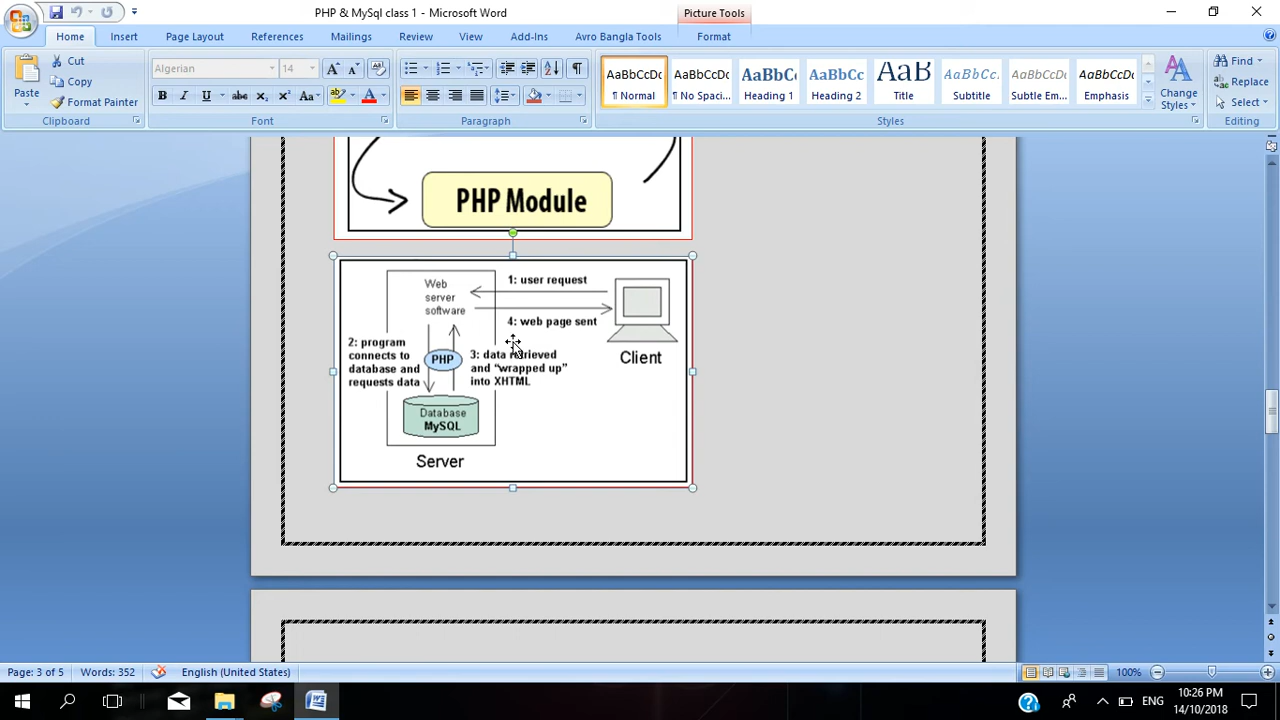 PHP & MySql class 1 - Microsoft Word
Picture Tools
Home Insert Page Layout References Mailings Review View Add-Ins Avro Bangla Tools Format
Paste
Cut
Copy
Format Painter
Clipboard
Algerian 14
Font
Paragraph
AaBbCcDc AaBbCcDc AaBbCc AaBbCc AaB AaBbCc. AaBbCcDc AaBbCcDc
¶ Normal ¶ No Spaci... Heading 1 Heading 2 Title Subtitle Subtle Em... Emphasis
Change
Styles
Styles
Find
Replace
Select
Editing
PHP Module
Web
server
software
1: user request
4: web page sent
Client
2: program
connects to
database and
requests data
PHP
3: data retrieved
and “wrapped up”
into XHTML
Database
MySQL
Server
Page: 3 of 5 Words: 352 English (United States) 100%
ENG
10:26 PM
14/10/2018